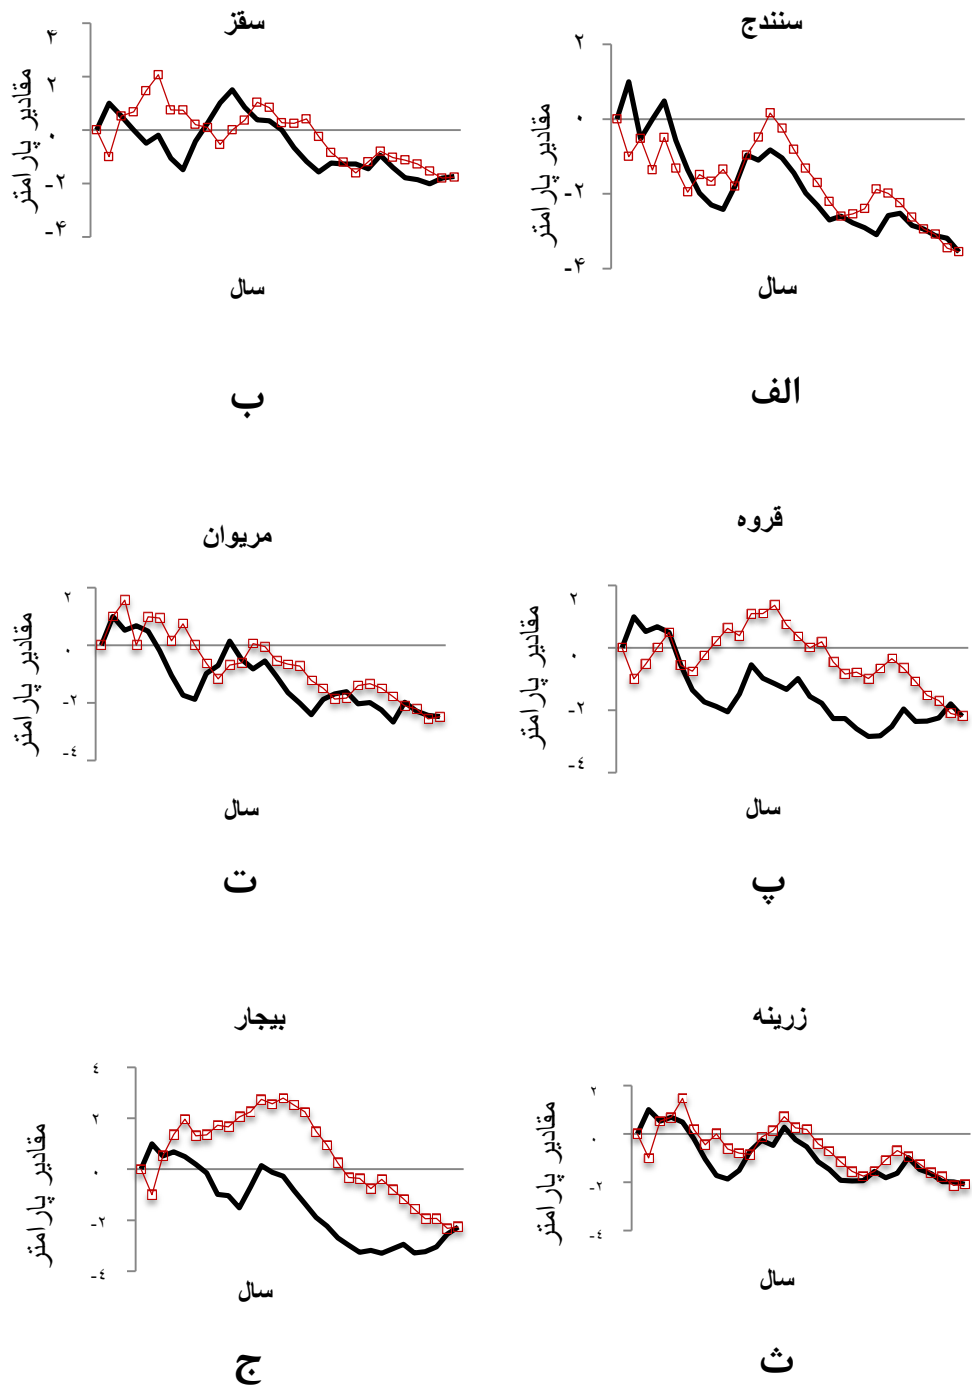 سنندج
۲
۰
-۲
-۴
مقادیر پارامتر
سال
الف
سقز
۴
۲
۰
-۲
-۴
مقادیر پارامتر
سال
ب
قروه
۲
۰
-۲
-٤
مقادیر پارامتر
سال
پ
مریوان
۲
۰
-۲
-٤
مقادیر پارامتر
سال
ت
زرینه
۲
۰
-۲
-٤
مقادیر پارامتر
سال
ث
بیجار
٤
۲
۰
-۲
-٤
مقادیر پارامتر
سال
ج